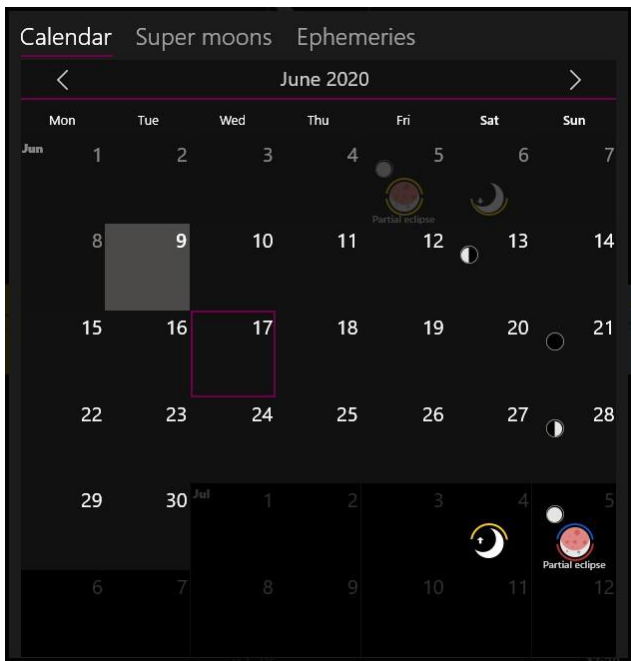 Calendar Super moons Ephemeries
June 2020
Mon Tue Wed Thu Fri Sat Sun
Jun 1 2 3 4 5 6 7
Partial eclipse
8 9 10 11 12 13 14
15 16 17 18 19 20 21
22 23 24 25 26 27 28
29 30 Jul 1 2 3 4 5
Partial eclipse
6 7 8 9 10 11 12